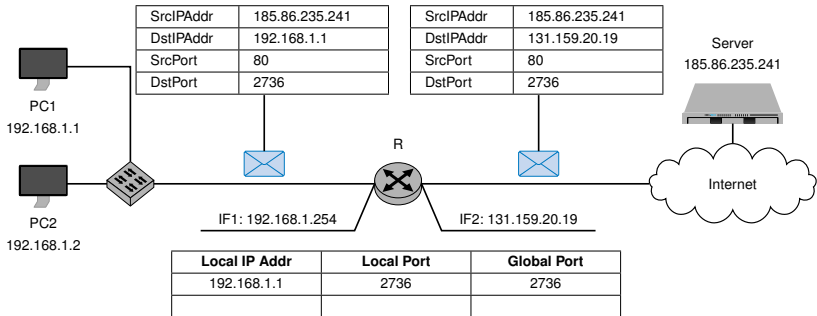 SrcIPAddr 185.86.235.241
DstIPAddr 192.168.1.1
SrcPort 80
DstPort 2736
SrcIPAddr 185.86.235.241
DstIPAddr 131.159.20.19
SrcPort 80
DstPort 2736
Server
185.86.235.241
PC1
192.168.1.1
R
Internet
PC2
192.168.1.2
IF1: 192.168.1.254
IF2: 131.159.20.19
Local IP Addr Local Port Global Port
192.168.1.1 2736 2736